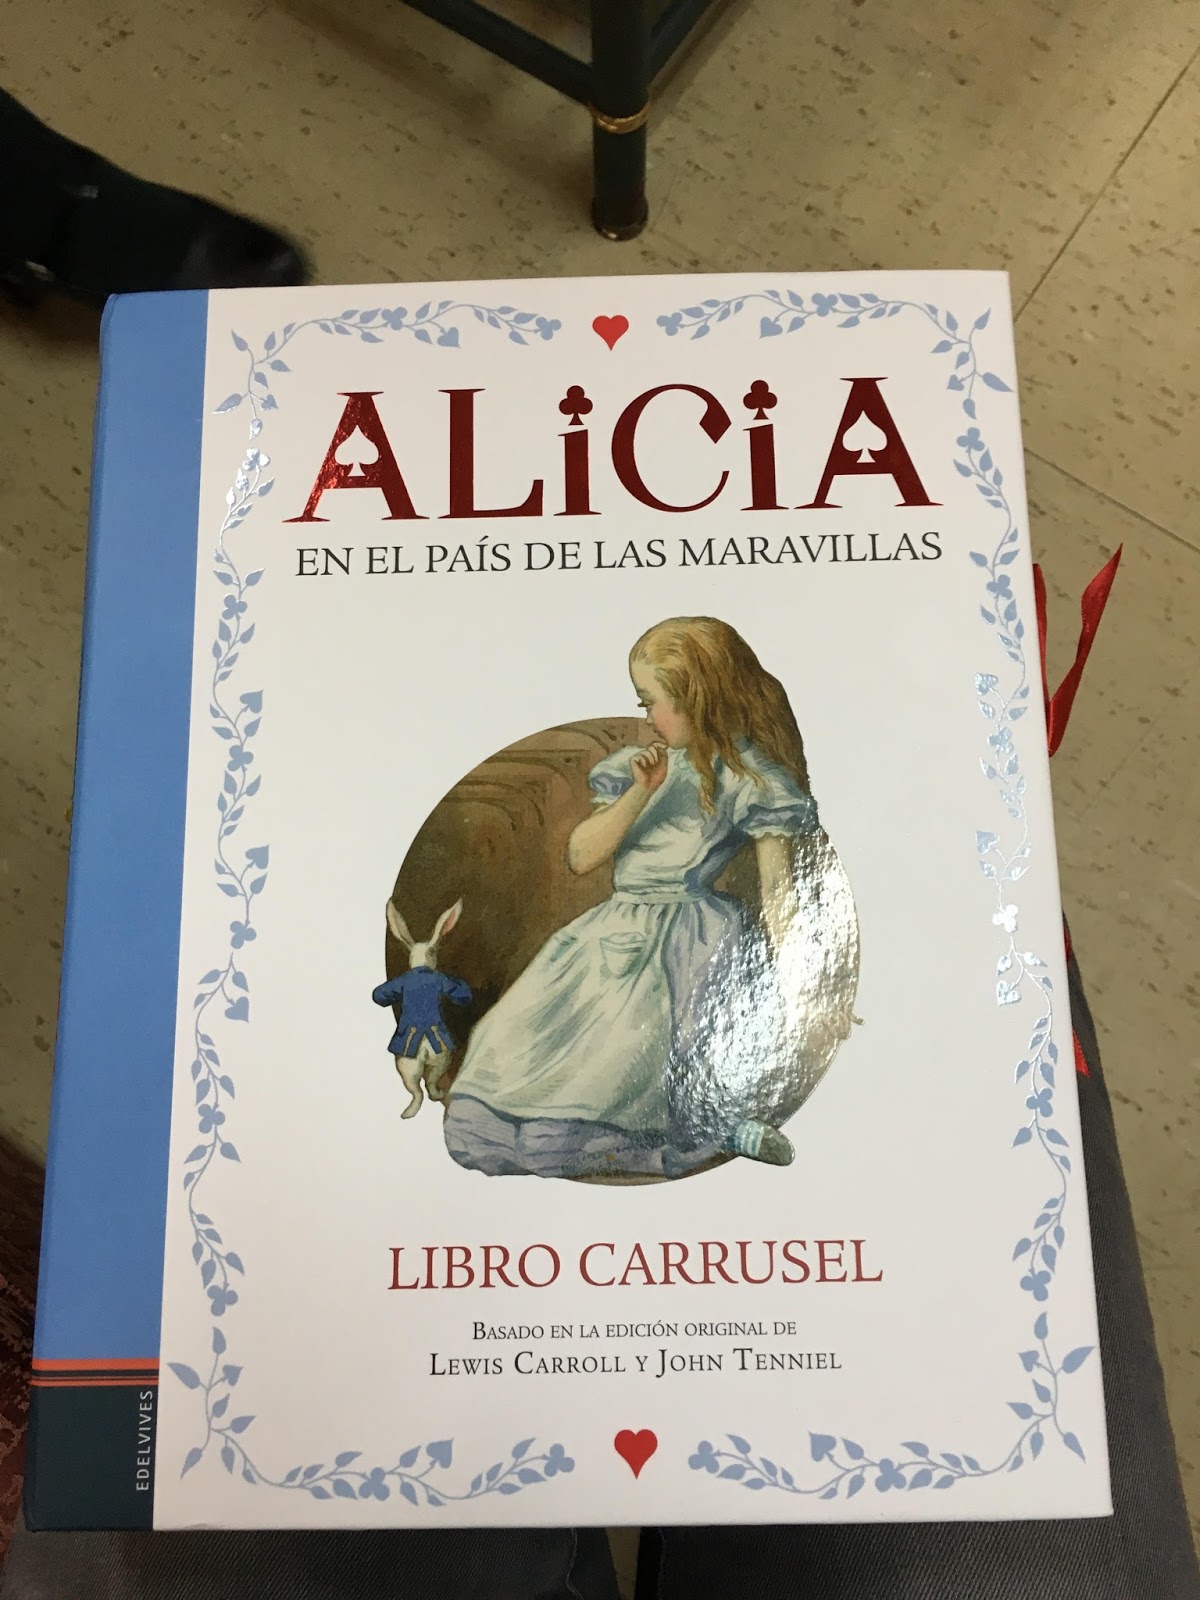 ALiCiA
EN EL PAÍS DE LAS MARAVILLAS
LIBRO CARRUSEL
BASADO EN LA EDICIÓN ORIGINAL DE
LEWIS CARROLL Y JOHN TENNIEL
EDELVIVES